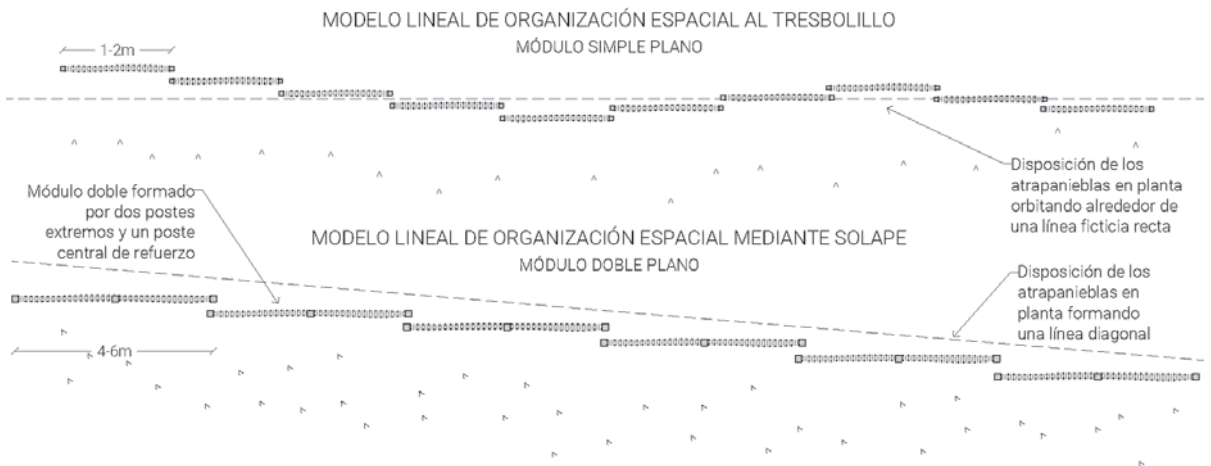 MODELO LINEAL DE ORGANIZACIÓN ESPACIAL AL TRESBOLILLO
MÓDULO SIMPLE PLANO
1-2m
Disposición de los
atrapanieblas en planta
orbitando alrededor de
una línea ficticia recta
Módulo doble formado
por dos postes
extremos y un poste
central de refuerzo
MODELO LINEAL DE ORGANIZACIÓN ESPACIAL MEDIANTE SOLAPE
MÓDULO DOBLE PLANO
Disposición de los
atrapanieblas en
planta formando
una línea diagonal
4-6m